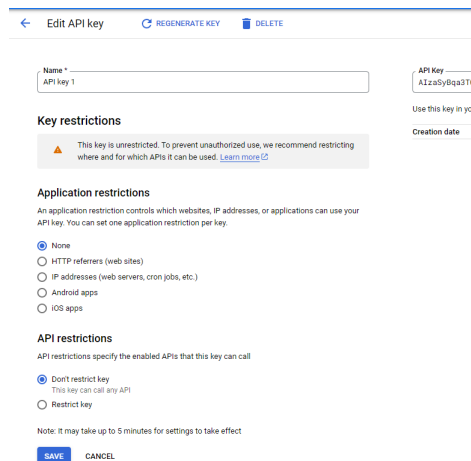 Edit API key
REGENERATE KEY
DELETE
Name *
API key 1
API Key
Use this key in
Creation date
Key restrictions
This key is unrestricted. To prevent unauthorized use, we recommend restricting
where and for which APIs it can be used. Learn more
Application restrictions
An application restriction controls which websites, IP addresses, or applications can use your
API key. You can set one application restriction per key.
None
HTTP referrers (web sites)
IP addresses (web servers, cron jobs, etc.)
Android apps
iOS apps
API restrictions
API restrictions specify the enabled APIs that this key can call
Don't restrict key
This key can call any API
Restrict key
Note: It may take up to 5 minutes for settings to take effect
SAVE
CANCEL